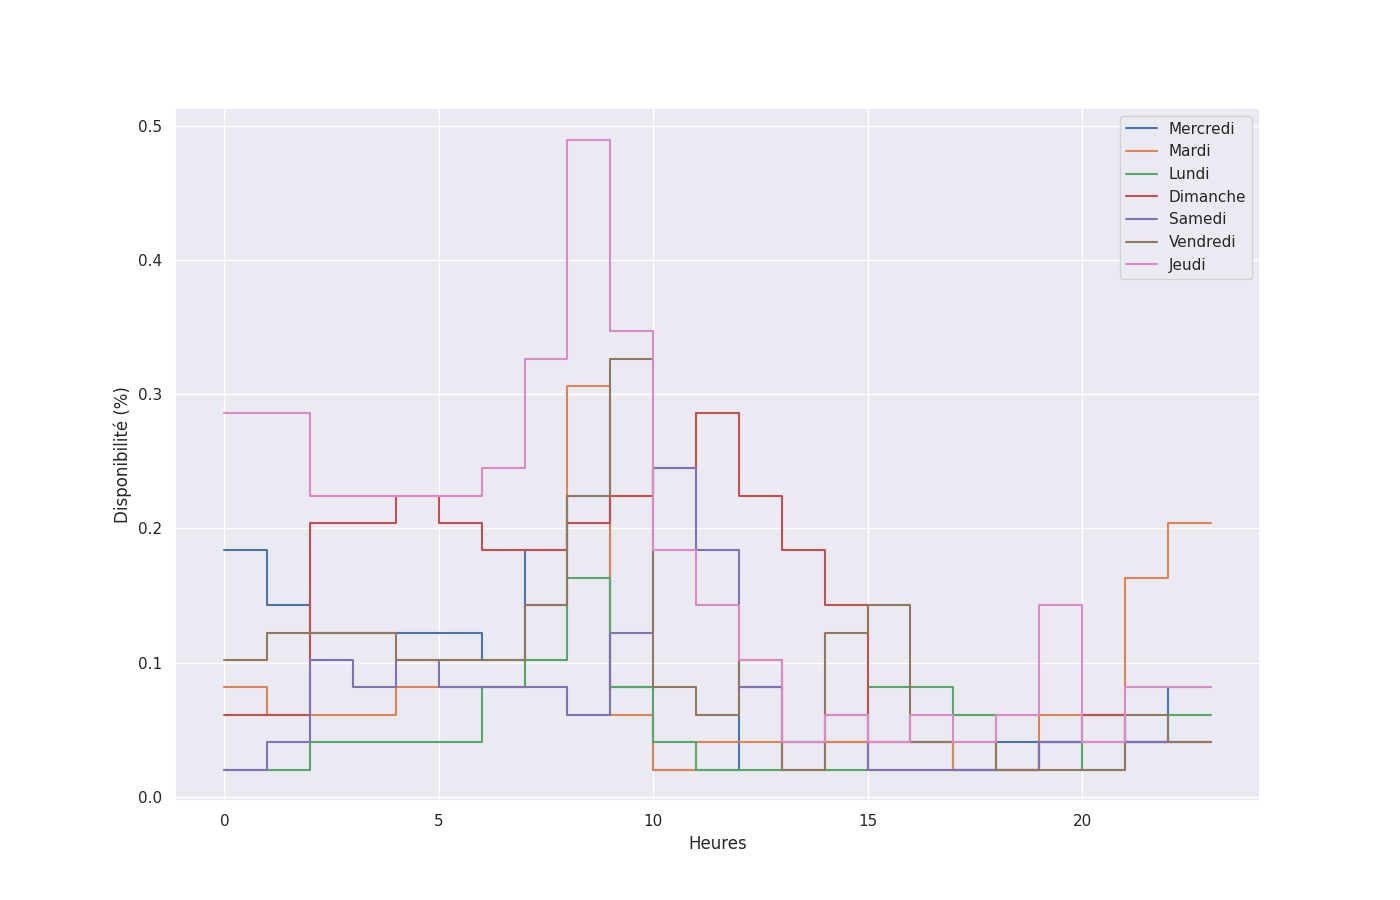 0.5
0.4
0.3
0.2
0.1
0.0
Disponibilité (%)
0 5 10 15 20
Heures
Mercredi
Mardi
Lundi
Dimanche
Samedi
Vendredi
Jeudi